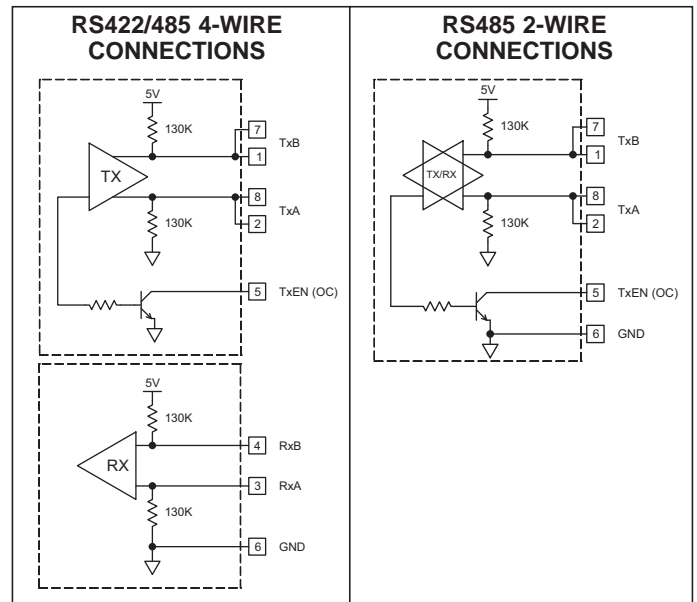 RS422/485 4-WIRE
CONNECTIONS
5V
130K
7
TxB
1
TX
8
TxA
130K
2
5
TxEN (OC)
5V
130K
4
RxB
RX
3
RxA
130K
6
GND
RS485 2-WIRE
CONNECTIONS
5V
130K
7
TxB
1
TX/RX
8
TxA
130K
2
5
TxEN (OC)
6
GND